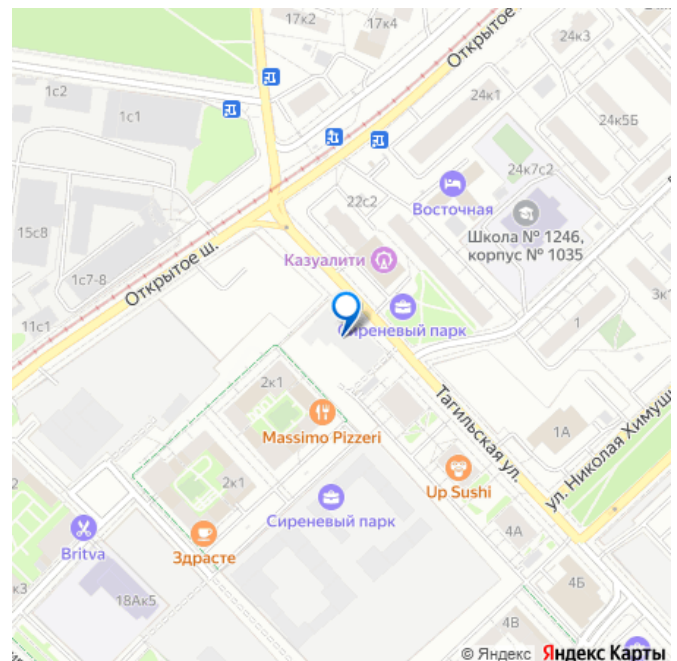 17к2
17к4
24к3
Открытое
1с2
1с1
24к1
24к5Б
24к7с2
22с2
Восточная
Школа № 1246,
корпус № 1035
15с8
Казуалити
1с7-8
Открытое ш.
11с1
Сиреневый парк
3к1
1
2к1
Massimo Pizzeri
Тагильская ул.
1А
ул. Николая Химуш
Up Sushi
2к1
Сиреневый парк
Britva
Здрасте
4А
18Ак5
4Б
к3
4В
© Яндекс Яндекс Карты